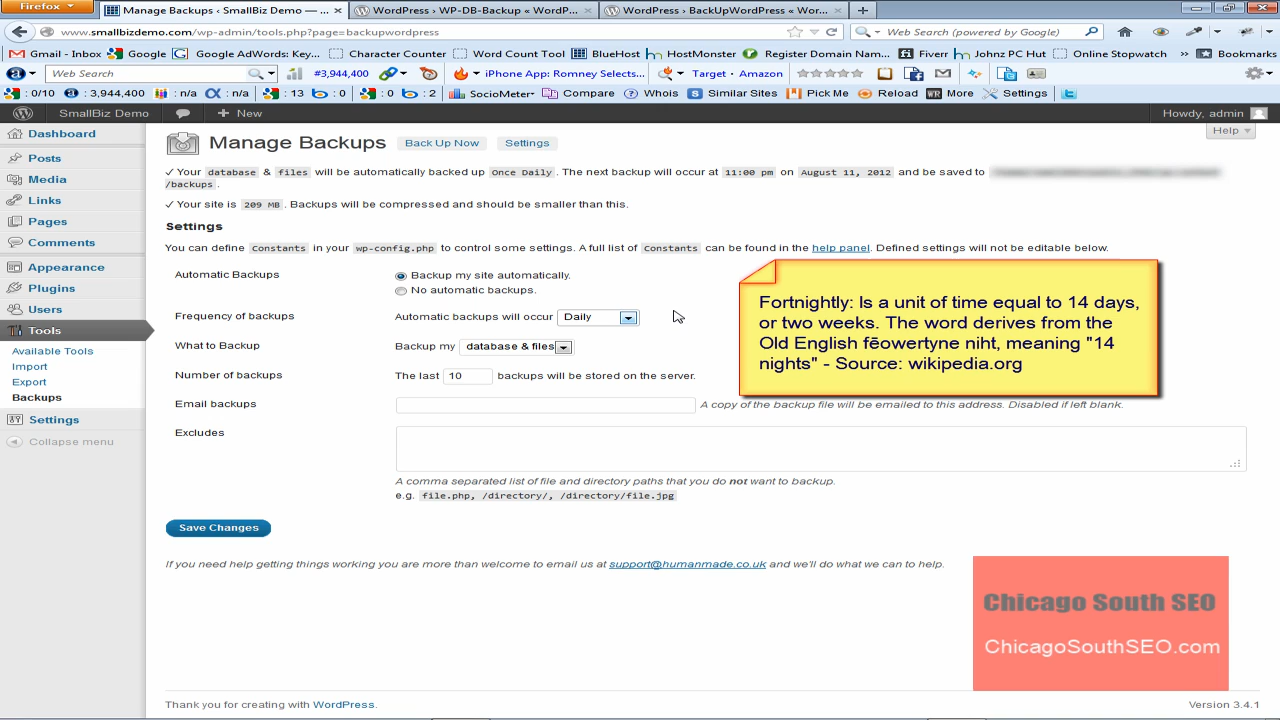 Firefox
Manage Backups ‹ SmallBiz Demo — ...
WordPress › WP-DB-Backup « WordP...
WordPress › BackUpWordPress « Wor...
www.smallbizdemo.com/wp-admin/tools.php?page=backupwordpress
Web Search (powered by Google)
Gmail - Inbox
Google AdWords Key...
Character Counter
Word Count Tool
BlueHost
HostMonster
Register Domain Nam...
Fiverr
Johnz PC Hut
Online Stopwatch
Bookmarks
Web Search
#3,944,400
iPhone App: Romney Selects...
Target · Amazon
: 0/10
: 3,944,400
: n/a
: n/a
: 13
: 0
: 0
: 2
SocioMeter
Compare
Whois
Similar Sites
Pick Me
Reload
More
Settings
SmallBiz Demo
+ New
Howdy, admin
Dashboard
Posts
Media
Links
Pages
Comments
Appearance
Plugins
Users
Tools
Available Tools
Import
Export
Backups
Settings
Collapse menu
Help
Manage Backups
Back Up Now
Settings
✓ Your database & files will be automatically backed up Once Daily . The next backup will occur at 11:00 pm on August 11, 2012 and be saved to
/backups .
✓ Your site is 209 MB . Backups will be compressed and should be smaller than this.
Settings
You can define Constants in your wp-config.php to control some settings. A full list of Constants can be found in the help panel. Defined settings will not be editable below.
Automatic Backups
Backup my site automatically.
No automatic backups.
Frequency of backups
Automatic backups will occur Daily
What to Backup
Backup my database & files
Number of backups
The last 10 backups will be stored on the server.
Email backups
A copy of the backup file will be emailed to this address. Disabled if left blank.
Excludes
A comma separated list of file and directory paths that you do not want to backup.
e.g. file.php, /directory/, /directory/file.jpg
Save Changes
If you need help getting things working you are more than welcome to email us at support@humanmade.co.uk and we'll do what we can to help.
Fortnightly: Is a unit of time equal to 14 days,
or two weeks. The word derives from the
Old English fēowertyne niht, meaning "14
nights" - Source: wikipedia.org
Chicago South SEO
ChicagoSouthSEO.com
Thank you for creating with WordPress.
Version 3.4.1